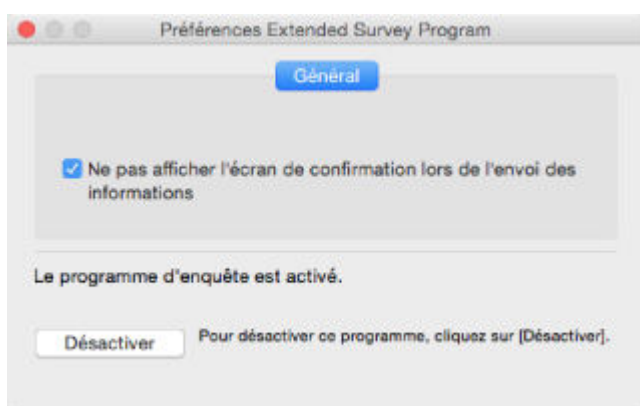 Préférences Extended Survey Program
Général
Ne pas afficher l'écran de confirmation lors de l'envoi des
informations
Le programme d'enquête est activé.
Désactiver
Pour désactiver ce programme, cliquez sur [Désactiver].